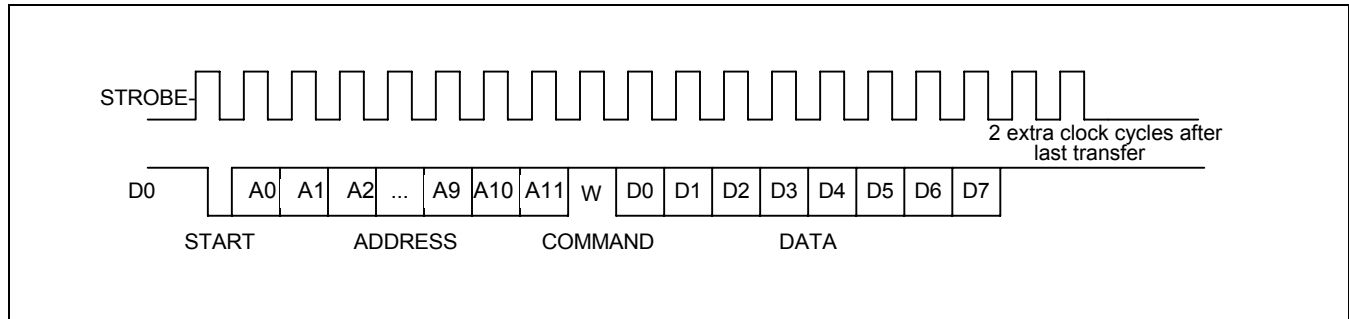 STROBE-
2 extra clock cycles after
last transfer
D0 A0 A1 A2 ... A9 A10 A11 W D0 D1 D2 D3 D4 D5 D6 D7
START ADDRESS COMMAND DATA